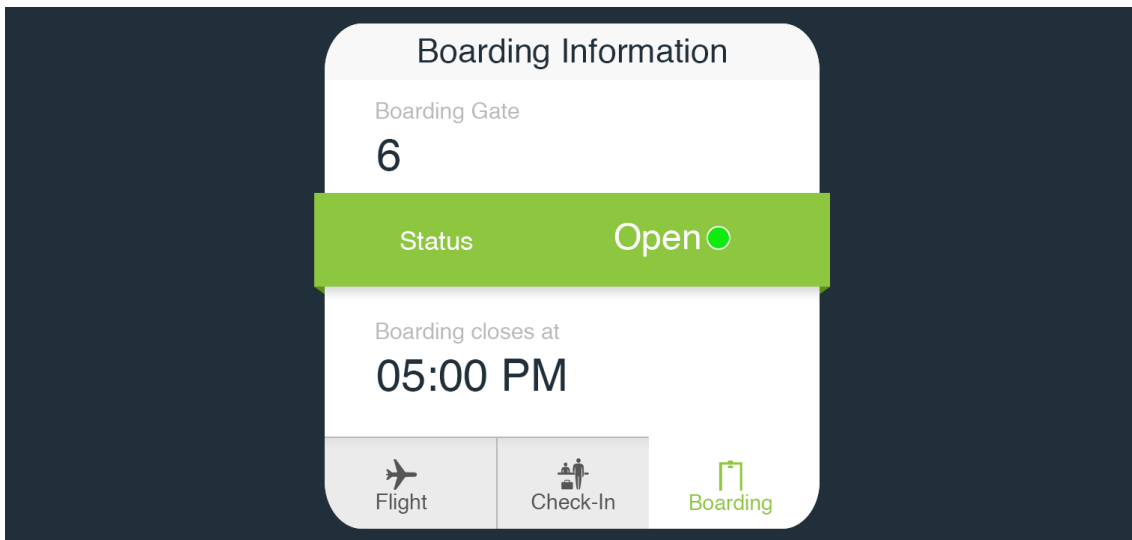 Boarding Information
Boarding Gate
6
Status Open
Boarding closes at
05:00 PM
Flight Check-In Boarding